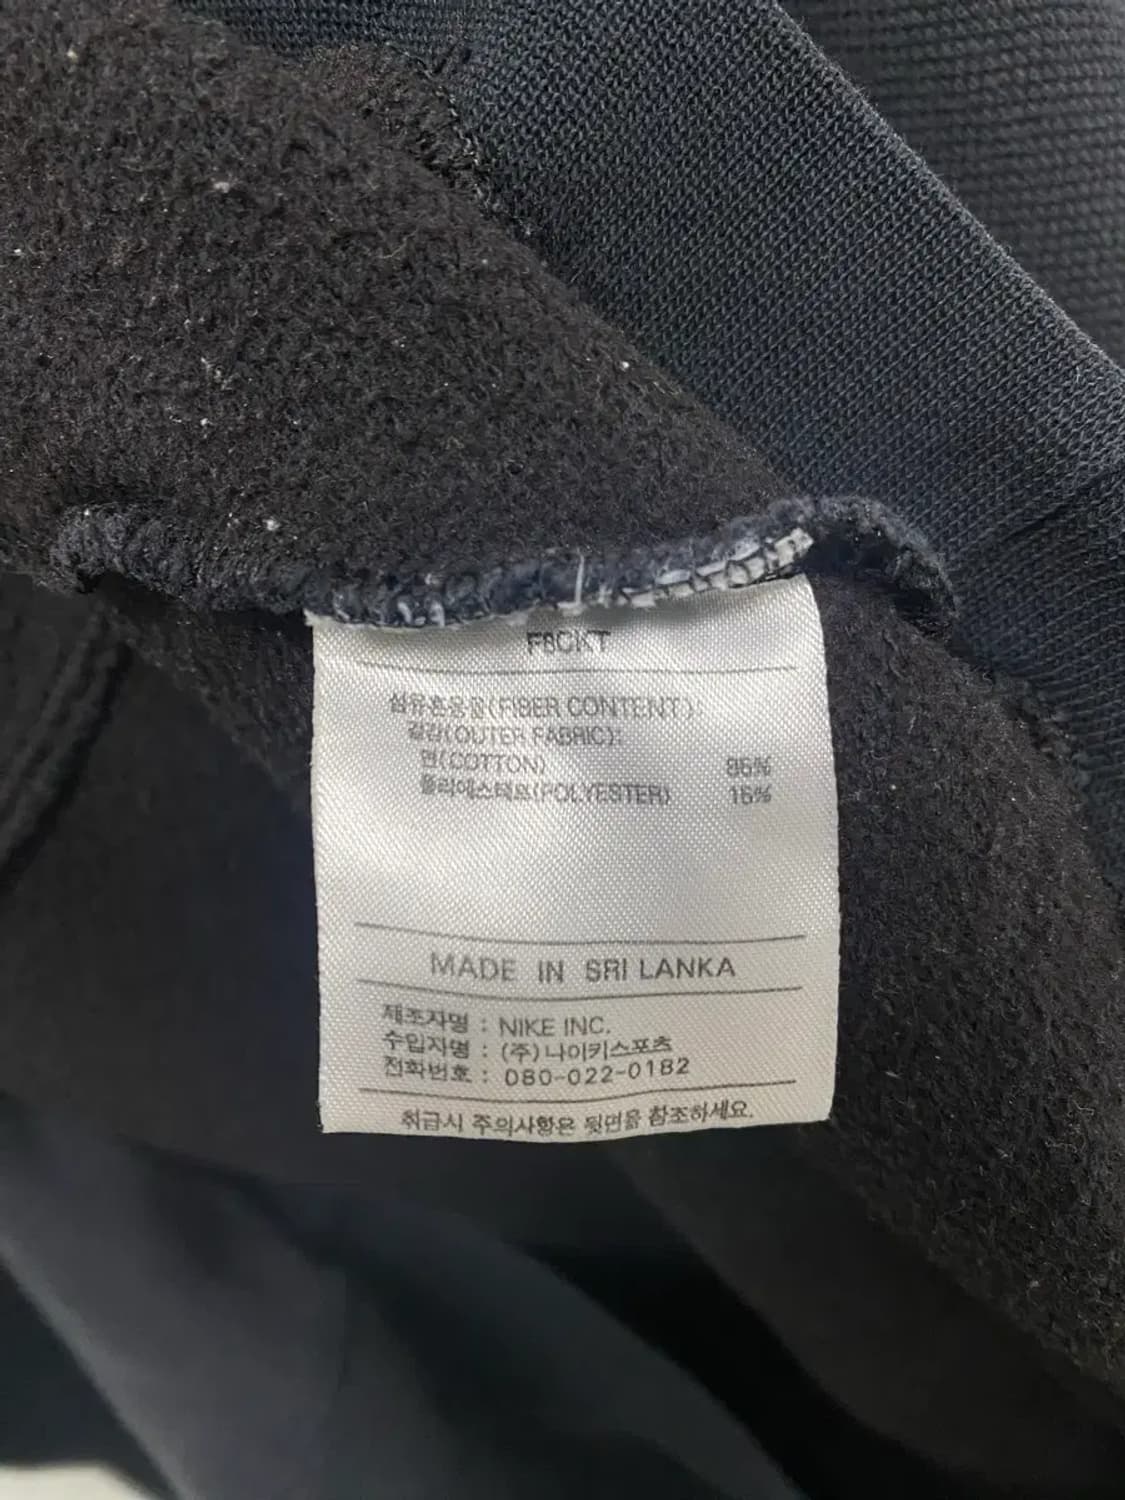 F8CKT
섬유혼용율(FIBER CONTENT):
겉감(OUTER FABRIC):
면(COTTON) 85%
폴리에스테르(POLYESTER) 15%
MADE IN SRI LANKA
제조자명 : NIKE INC.
수입자명 : (주)나이키스포츠
전화번호 : 080-022-0182
취급시 주의사항은 뒷면을 참조하세요.